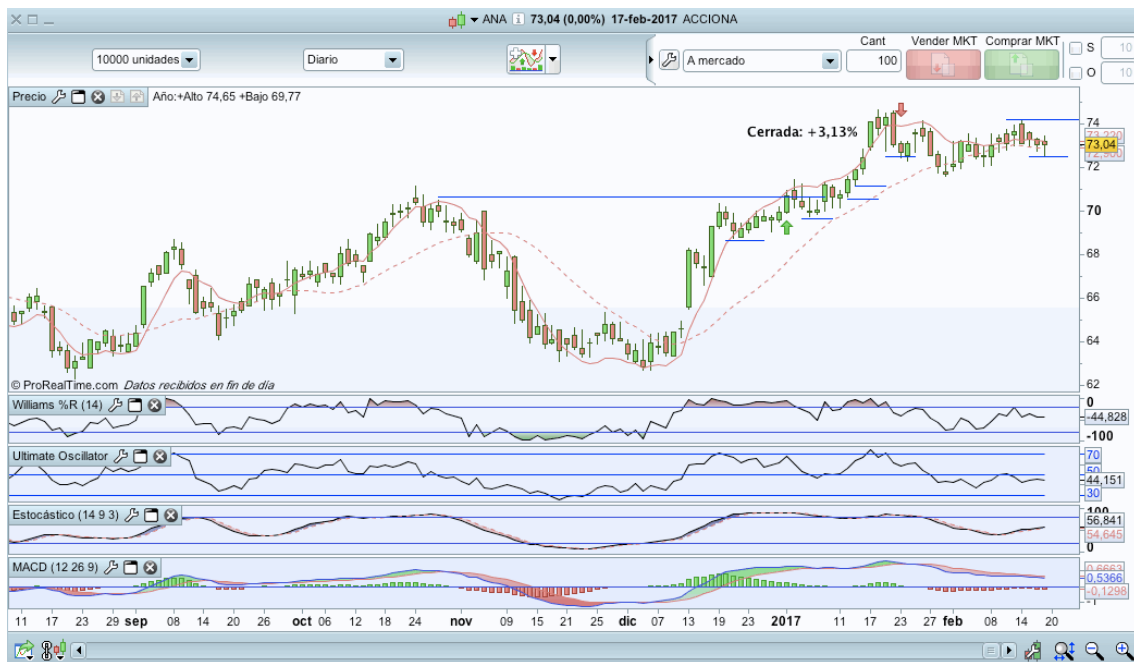 ANA 73,04 (0,00%) 17-feb-2017 ACCIONA
10000 unidades
Diario
A mercado
Cant
100
Vender MKT
Comprar MKT
S
10
O
10
Precio
Año:+Alto 74,65 +Bajo 69,77
Cerrada: +3,13%
74
73,04
72
70
68
66
64
62
© ProRealTime.com Datos recibidos en fin de día
Williams %R (14)
0
-44,828
-100
Ultimate Oscillator
70
50
44,151
30
Estocástico (14 9 3)
100
56,841
54,645
0
MACD (12 26 9)
0,6663
0,5366
-0,1298
-1
11 17 23 29 sep 08 14 20 26 oct 06 12 18 24 nov 09 15 21 25 dic 07 13 19 23 2017 11 17 23 27 feb 08 14 20